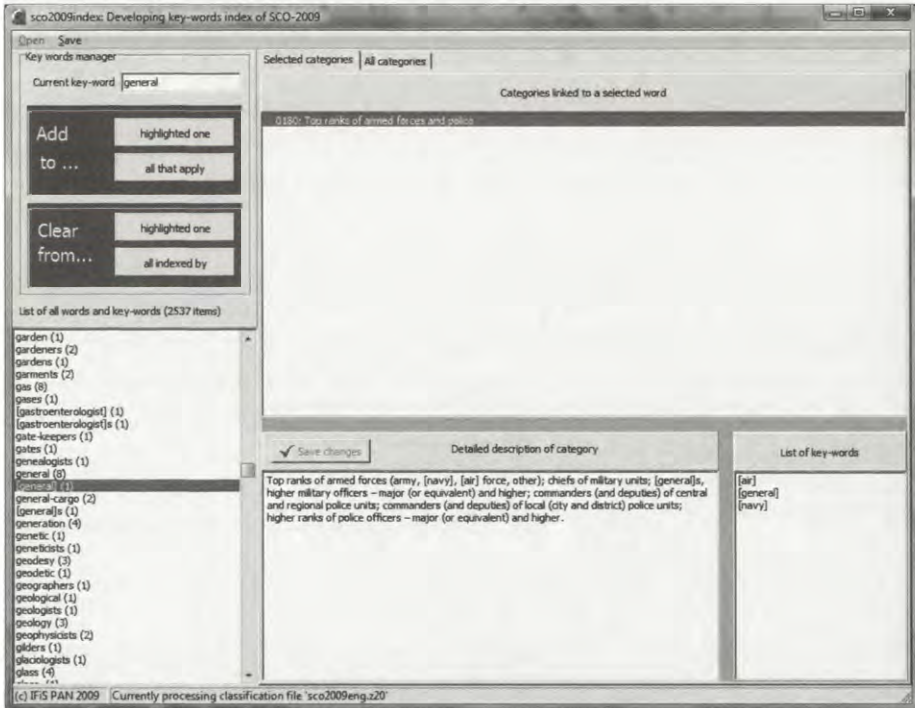 sco2009index: Developing key-words index of SCO-2009
Open Save
Key words manager
Current key-word general
Add to ...
highlighted one
all that apply
Clear from...
highlighted one
all indexed by
List of all words and key-words (2537 items)
garden (1)
gardeners (2)
gardens (1)
garments (2)
gas (8)
gases (1)
[gastroenterologist] (1)
[gastroenterologist]s (1)
gate-keepers (1)
gates (1)
genealogists (1)
general (8)
[general] (1)
general-cargo (2)
[general]s (1)
generation (4)
genetic (1)
geneticists (1)
geodesy (3)
geodetic (1)
geographers (1)
geological (1)
geologists (1)
geology (3)
geophysicists (2)
gilders (1)
glaciologists (1)
glass (4)
Selected categories All categories
Categories linked to a selected word
0180: Top ranks of armed forces and police
Save changes
Detailed description of category
Top ranks of armed forces (army, [navy], [air] force, other); chiefs of military units; [general]s,
higher military officers – major (or equivalent) and higher; commanders (and deputies) of central
and regional police units; commanders (and deputies) of local (city and district) police units;
higher ranks of police officers – major (or equivalent) and higher.
List of key-words
[air]
[general]
[navy]
(c) IFiS PAN 2009 Currently processing classification file 'sco2009eng.z20'